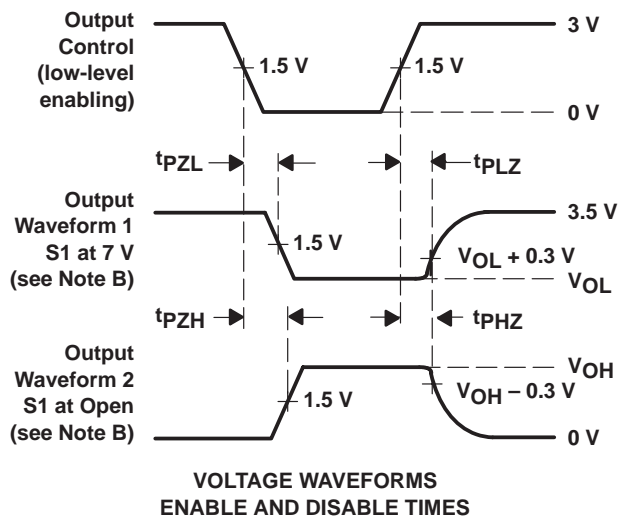 Output
Control
(low-level
enabling)
3 V
1.5 V
1.5 V
0 V
tPZL
tPLZ
Output
Waveform 1
S1 at 7 V
(see Note B)
3.5 V
1.5 V
VOL + 0.3 V
VOL
tPZH
tPHZ
Output
Waveform 2
S1 at Open
(see Note B)
VOH
1.5 V
VOH – 0.3 V
0 V
VOLTAGE WAVEFORMS
ENABLE AND DISABLE TIMES